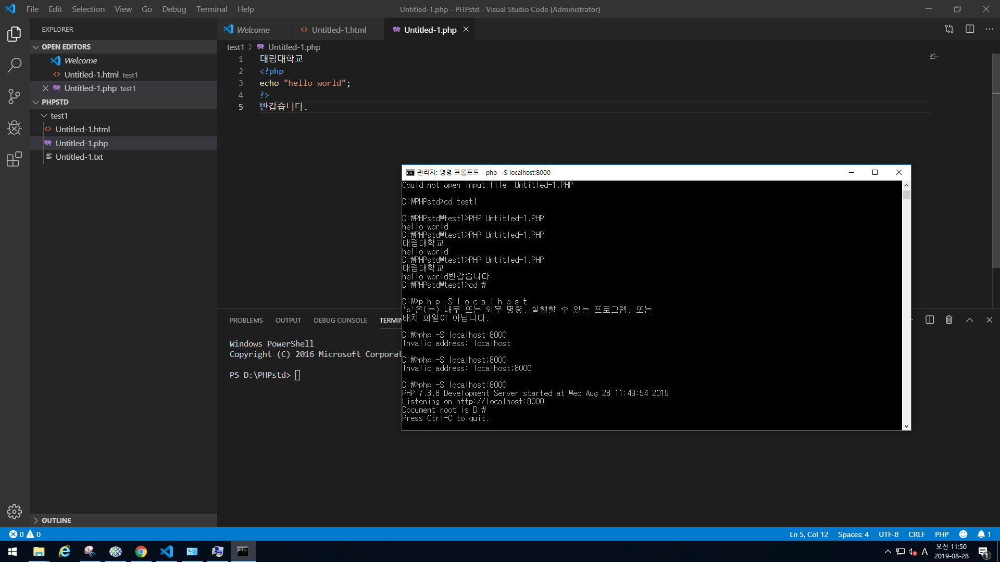 File Edit Selection View Go Debug Terminal Help
Untitled-1.php - PHPstd - Visual Studio Code [Administrator]
EXPLORER
OPEN EDITORS
Welcome
Untitled-1.html test1
Untitled-1.php test1
PHPSTD
test1
Untitled-1.html
Untitled-1.php
Untitled-1.txt
OUTLINE
Welcome
Untitled-1.html
Untitled-1.php
test1 > Untitled-1.php
1 대림대학교
2 <?php
3 echo "hello world";
4 ?>
5 반갑습니다.
PROBLEMS OUTPUT DEBUG CONSOLE TERMIN
Windows PowerShell
Copyright (C) 2016 Microsoft Corporat
PS D:\PHPstd>
관리자: 명령 프롬프트 - php -S localhost:8000
Could not open input file: Untitled-1.PHP
D:₩PHPstd>cd test1
D:₩PHPstd₩test1>PHP Untitled-1.PHP
hello world
D:₩PHPstd₩test1>PHP Untitled-1.PHP
대림대학교
hello world
D:₩PHPstd₩test1>PHP Untitled-1.PHP
대림대학교
hello world반갑습니다
D:₩PHPstd₩test1>cd ₩
D:₩>p h p -S l o c a l h o s t
'p'은(는) 내부 또는 외부 명령, 실행할 수 있는 프로그램, 또는
배치 파일이 아닙니다.
D:₩>php -S localhost 8000
Invalid address: localhost
D:₩>php -S localhost;8000
Invalid address: localhost;8000
D:₩>php -S localhost:8000
PHP 7.3.8 Development Server started at Wed Aug 28 11:49:54 2019
Listening on http://localhost:8000
Document root is D:₩
Press Ctrl-C to quit.
0 0
Ln 5, Col 12 Spaces: 4 UTF-8 CRLF PHP 1
A
오전 11:50
2019-08-28
1